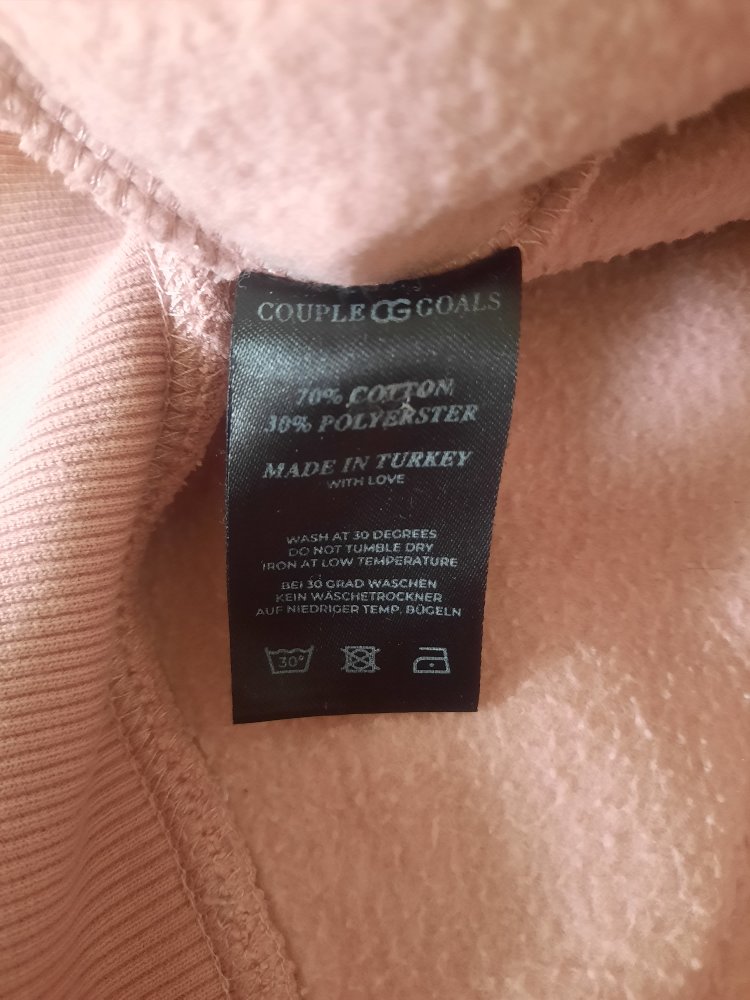 COUPLE CG GOALS
70% COTTON
30% POLYERSTER
MADE IN TURKEY
WITH LOVE
WASH AT 30 DEGREES
DO NOT TUMBLE DRY
IRON AT LOW TEMPERATURE
BEI 30 GRAD WASCHEN
KEIN WÄSCHETROCKNER
AUF NIEDRIGER TEMP. BÜGELN
30°